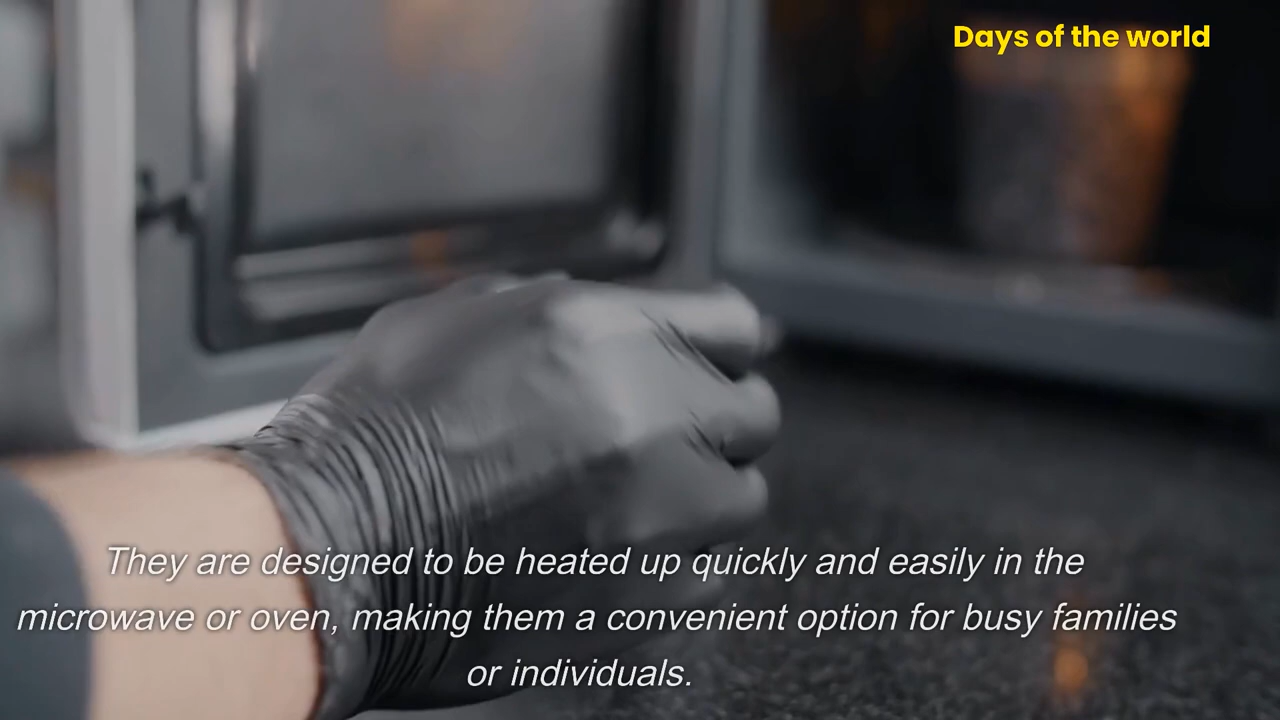 Days of the world
They are designed to be heated up quickly and easily in the
microwave or oven, making them a convenient option for busy families
or individuals.